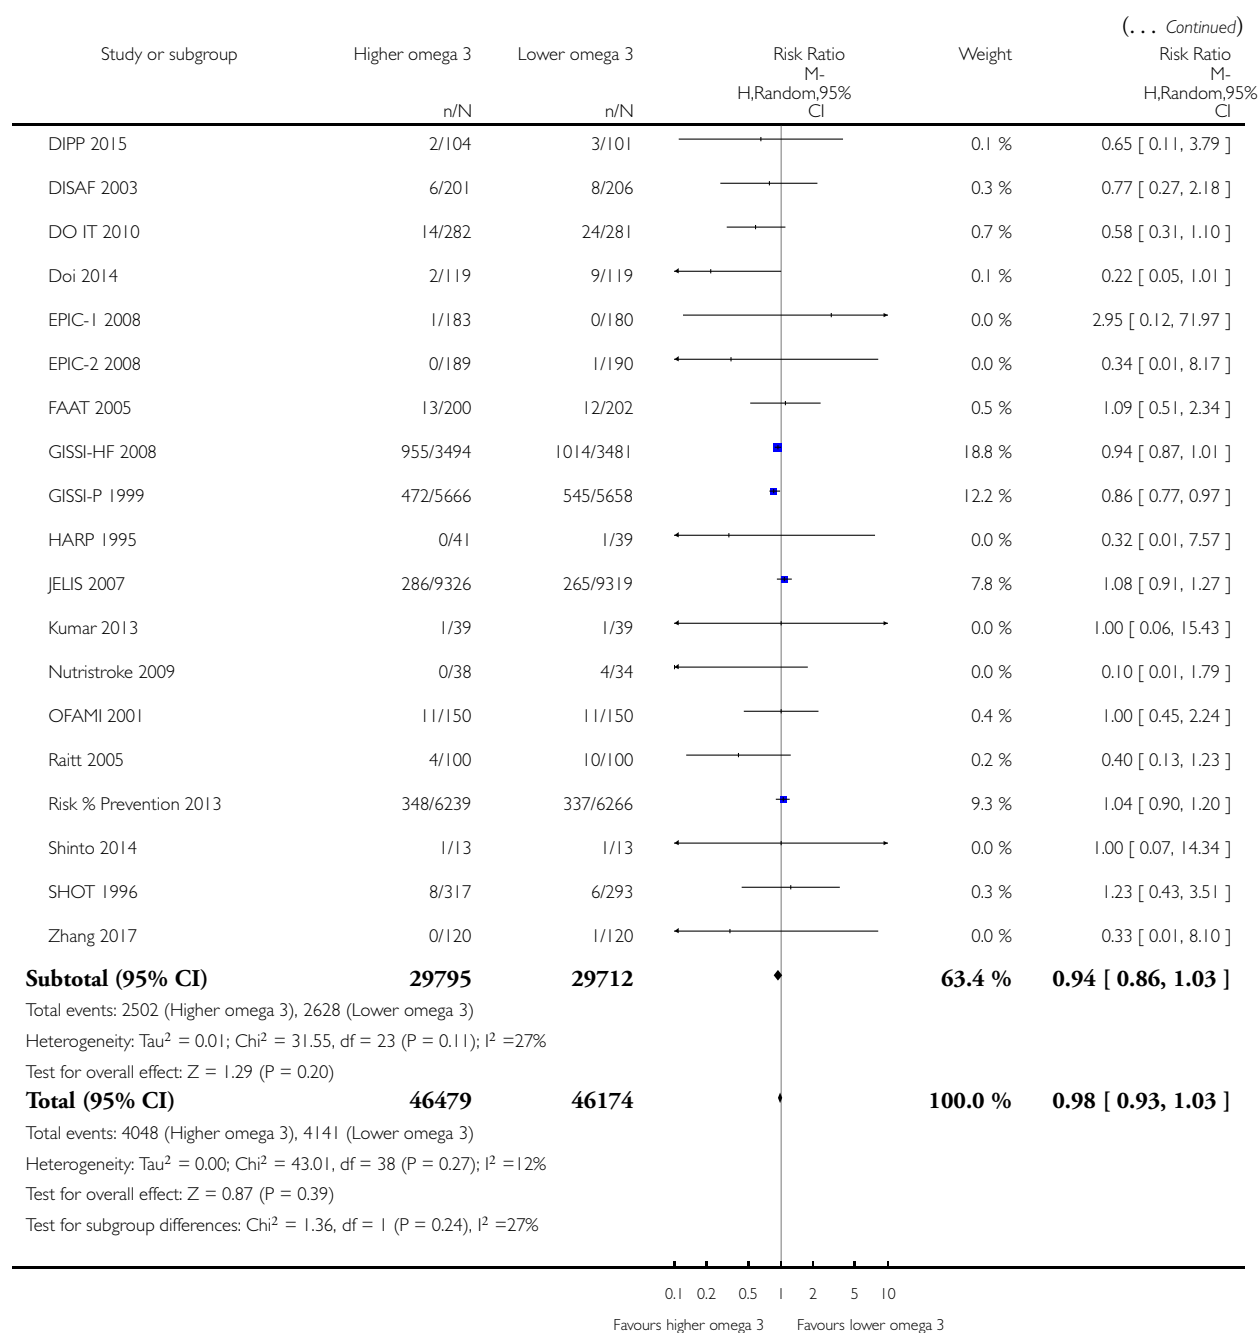 (... Continued)
Study or subgroup Higher omega 3 Lower omega 3 Risk Ratio Weight Risk Ratio
M- M-
H,Random,95% H,Random,95%
n/N n/N CI CI
DIPP 2015 2/104 3/101 0.1 % 0.65 [ 0.11, 3.79 ]
DISAF 2003 6/201 8/206 0.3 % 0.77 [ 0.27, 2.18 ]
DO IT 2010 14/282 24/281 0.7 % 0.58 [ 0.31, 1.10 ]
Doi 2014 2/119 9/119 0.1 % 0.22 [ 0.05, 1.01 ]
EPIC-1 2008 1/183 0/180 0.0 % 2.95 [ 0.12, 71.97 ]
EPIC-2 2008 0/189 1/190 0.0 % 0.34 [ 0.01, 8.17 ]
FAAT 2005 13/200 12/202 0.5 % 1.09 [ 0.51, 2.34 ]
GISSI-HF 2008 955/3494 1014/3481 18.8 % 0.94 [ 0.87, 1.01 ]
GISSI-P 1999 472/5666 545/5658 12.2 % 0.86 [ 0.77, 0.97 ]
HARP 1995 0/41 1/39 0.0 % 0.32 [ 0.01, 7.57 ]
JELIS 2007 286/9326 265/9319 7.8 % 1.08 [ 0.91, 1.27 ]
Kumar 2013 1/39 1/39 0.0 % 1.00 [ 0.06, 15.43 ]
Nutristroke 2009 0/38 4/34 0.0 % 0.10 [ 0.01, 1.79 ]
OFAMI 2001 11/150 11/150 0.4 % 1.00 [ 0.45, 2.24 ]
Raitt 2005 4/100 10/100 0.2 % 0.40 [ 0.13, 1.23 ]
Risk % Prevention 2013 348/6239 337/6266 9.3 % 1.04 [ 0.90, 1.20 ]
Shinto 2014 1/13 1/13 0.0 % 1.00 [ 0.07, 14.34 ]
SHOT 1996 8/317 6/293 0.3 % 1.23 [ 0.43, 3.51 ]
Zhang 2017 0/120 1/120 0.0 % 0.33 [ 0.01, 8.10 ]
Subtotal (95% CI) 29795 29712 63.4 % 0.94 [ 0.86, 1.03 ]
Total events: 2502 (Higher omega 3), 2628 (Lower omega 3)
Heterogeneity: Tau² = 0.01; Chi² = 31.55, df = 23 (P = 0.11); I² =27%
Test for overall effect: Z = 1.29 (P = 0.20)
Total (95% CI) 46479 46174 100.0 % 0.98 [ 0.93, 1.03 ]
Total events: 4048 (Higher omega 3), 4141 (Lower omega 3)
Heterogeneity: Tau² = 0.00; Chi² = 43.01, df = 38 (P = 0.27); I² =12%
Test for overall effect: Z = 0.87 (P = 0.39)
Test for subgroup differences: Chi² = 1.36, df = 1 (P = 0.24), I² =27%
0.1 0.2 0.5 1 2 5 10
Favours higher omega 3 Favours lower omega 3